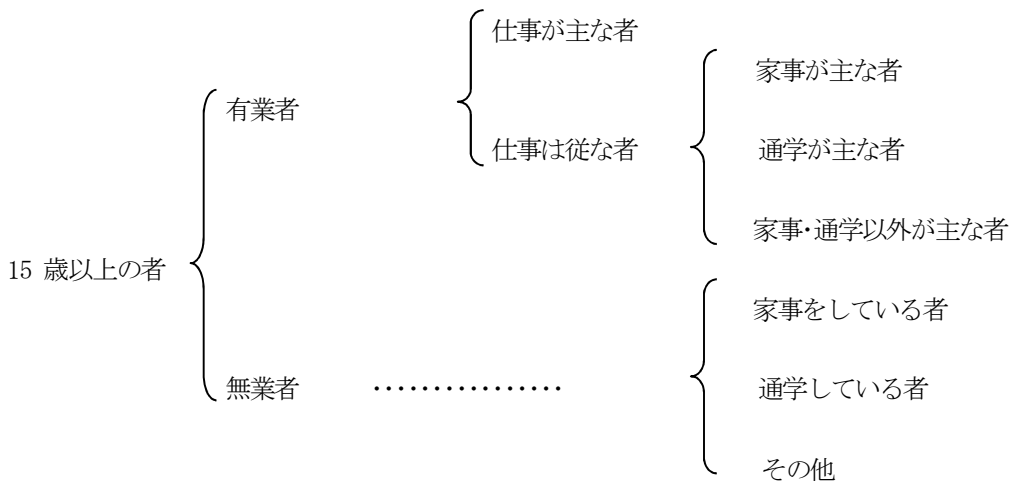 仕事が主な者
家事が主な者
有業者
仕事は従な者
通学が主な者
家事・通学以外が主な者
15 歳以上の者
家事をしている者
無業者 ················
通学している者
その他